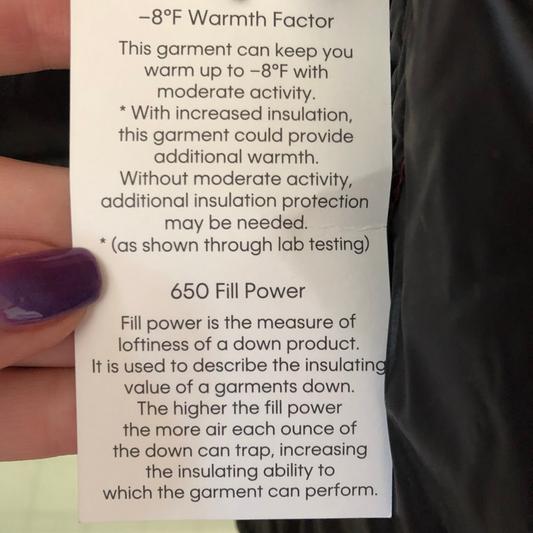 −8°F Warmth Factor
This garment can keep you
warm up to −8°F with
moderate activity.
* With increased insulation,
this garment could provide
additional warmth.
Without moderate activity,
additional insulation protection
may be needed.
* (as shown through lab testing)
650 Fill Power
Fill power is the measure of
loftiness of a down product.
It is used to describe the insulating
value of a garments down.
The higher the fill power
the more air each ounce of
the down can trap, increasing
the insulating ability to
which the garment can perform.